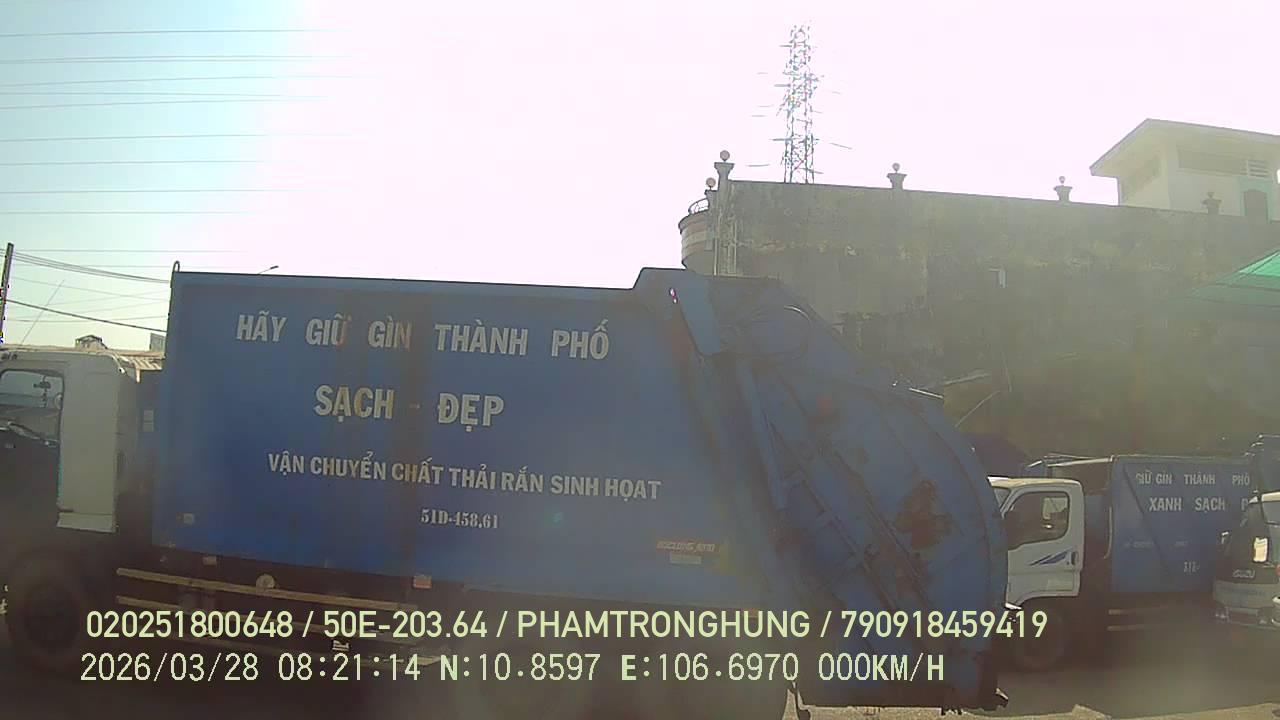 HÃY GIỮ GÌN THÀNH PHỐ
SẠCH - ĐẸP
VẬN CHUYỂN CHẤT THẢI RẮN SINH HOẠT
51D-458.61
GIỮ GÌN THÀNH PHỐ
XANH SẠCH
ISUZU
020251800648 / 50E-203.64 / PHAMTRONGHUNG / 790918459419
2026/03/28 08:21:14 N:10.8597 E:106.6970 000KM/H